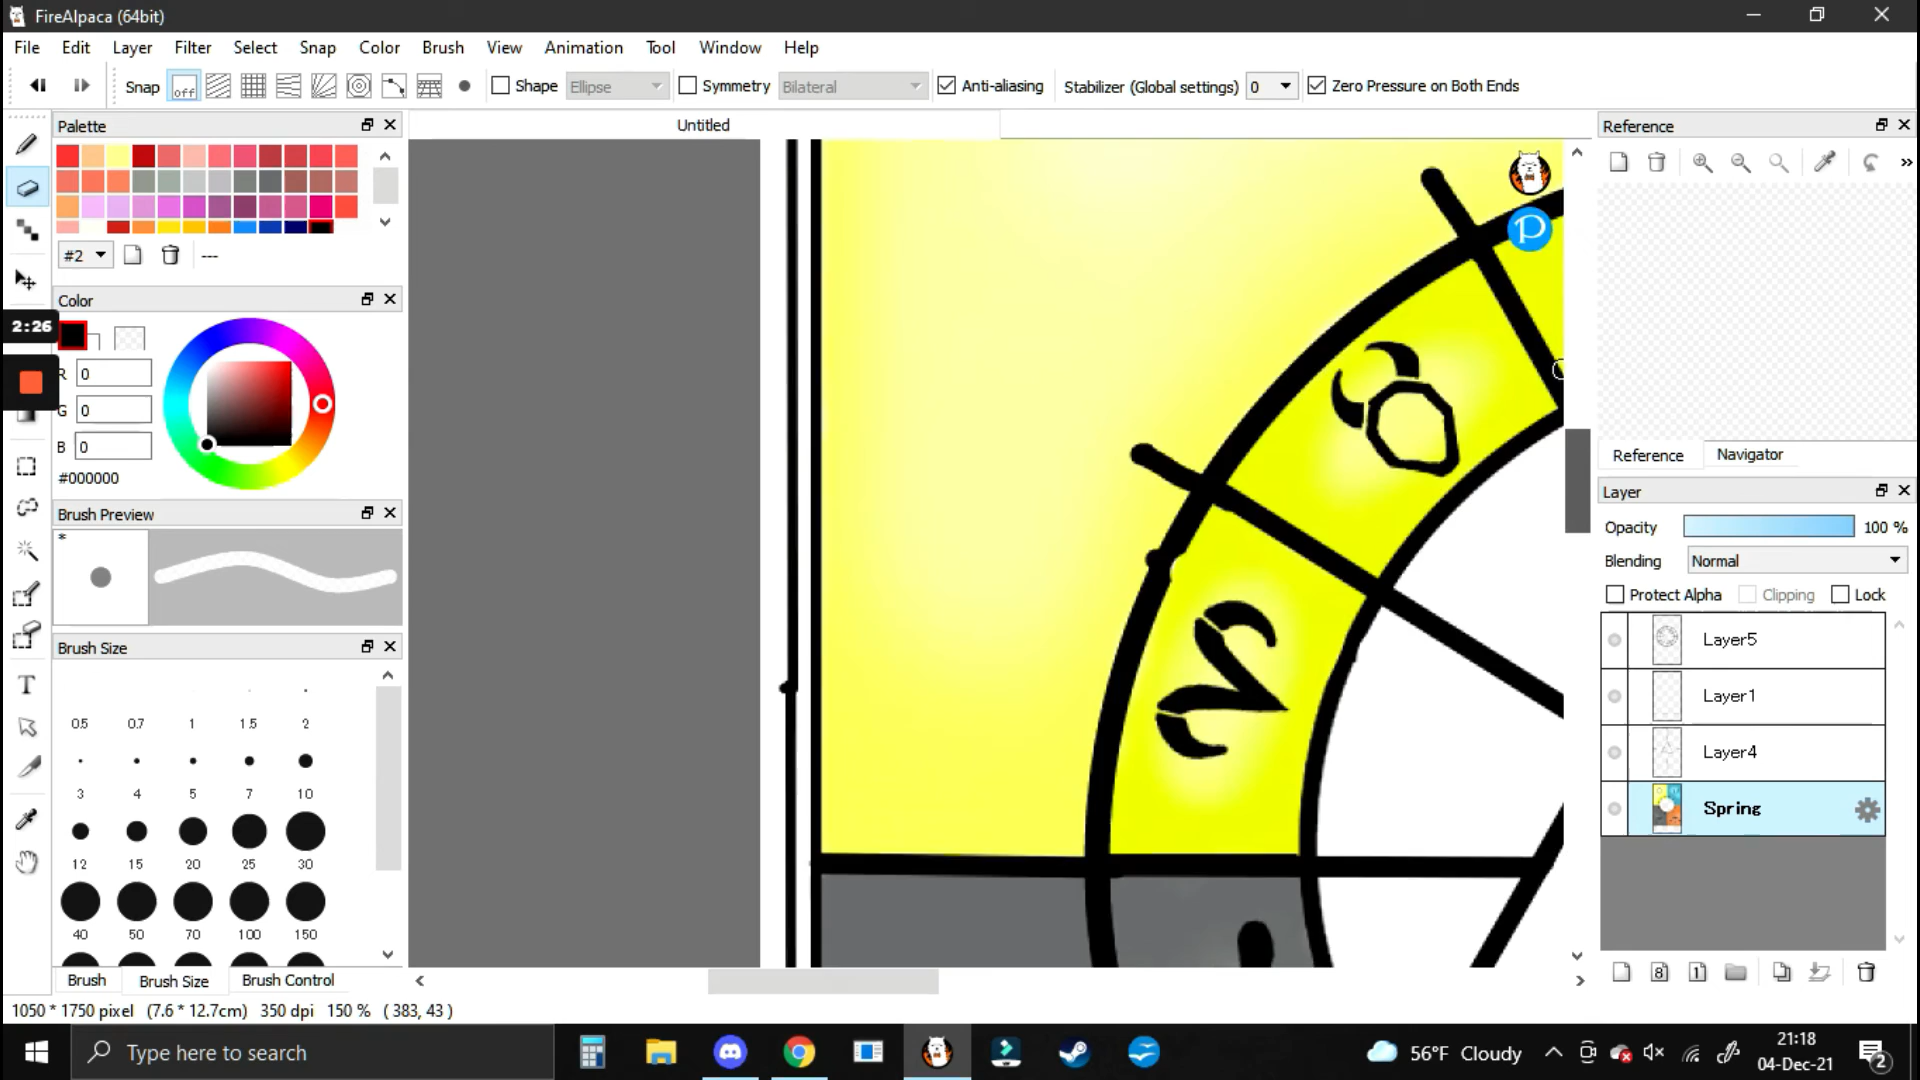 FireAlpaca (64bit)
File Edit Layer Filter Select Snap Color Brush View Animation Tool Window Help
Snap off Shape Ellipse Symmetry Bilateral Anti-aliasing Stabilizer (Global settings) 0 Zero Pressure on Both Ends
Palette
Untitled
Reference
#2 ---
Color
2:26
R 0
G 0
B 0
#000000
Reference Navigator
Layer
Brush Preview
*
Opacity 100 %
Blending Normal
Protect Alpha Clipping Lock
Brush Size
Layer5
Layer1
0.5 0.7 1 1.5 2
Layer4
3 4 5 7 10
Spring
12 15 20 25 30
40 50 70 100 150
Brush Brush Size Brush Control
1050 * 1750 pixel (7.6 * 12.7cm) 350 dpi 150 % ( 383, 43 )
Type here to search
56°F Cloudy
21:18
04-Dec-21
2